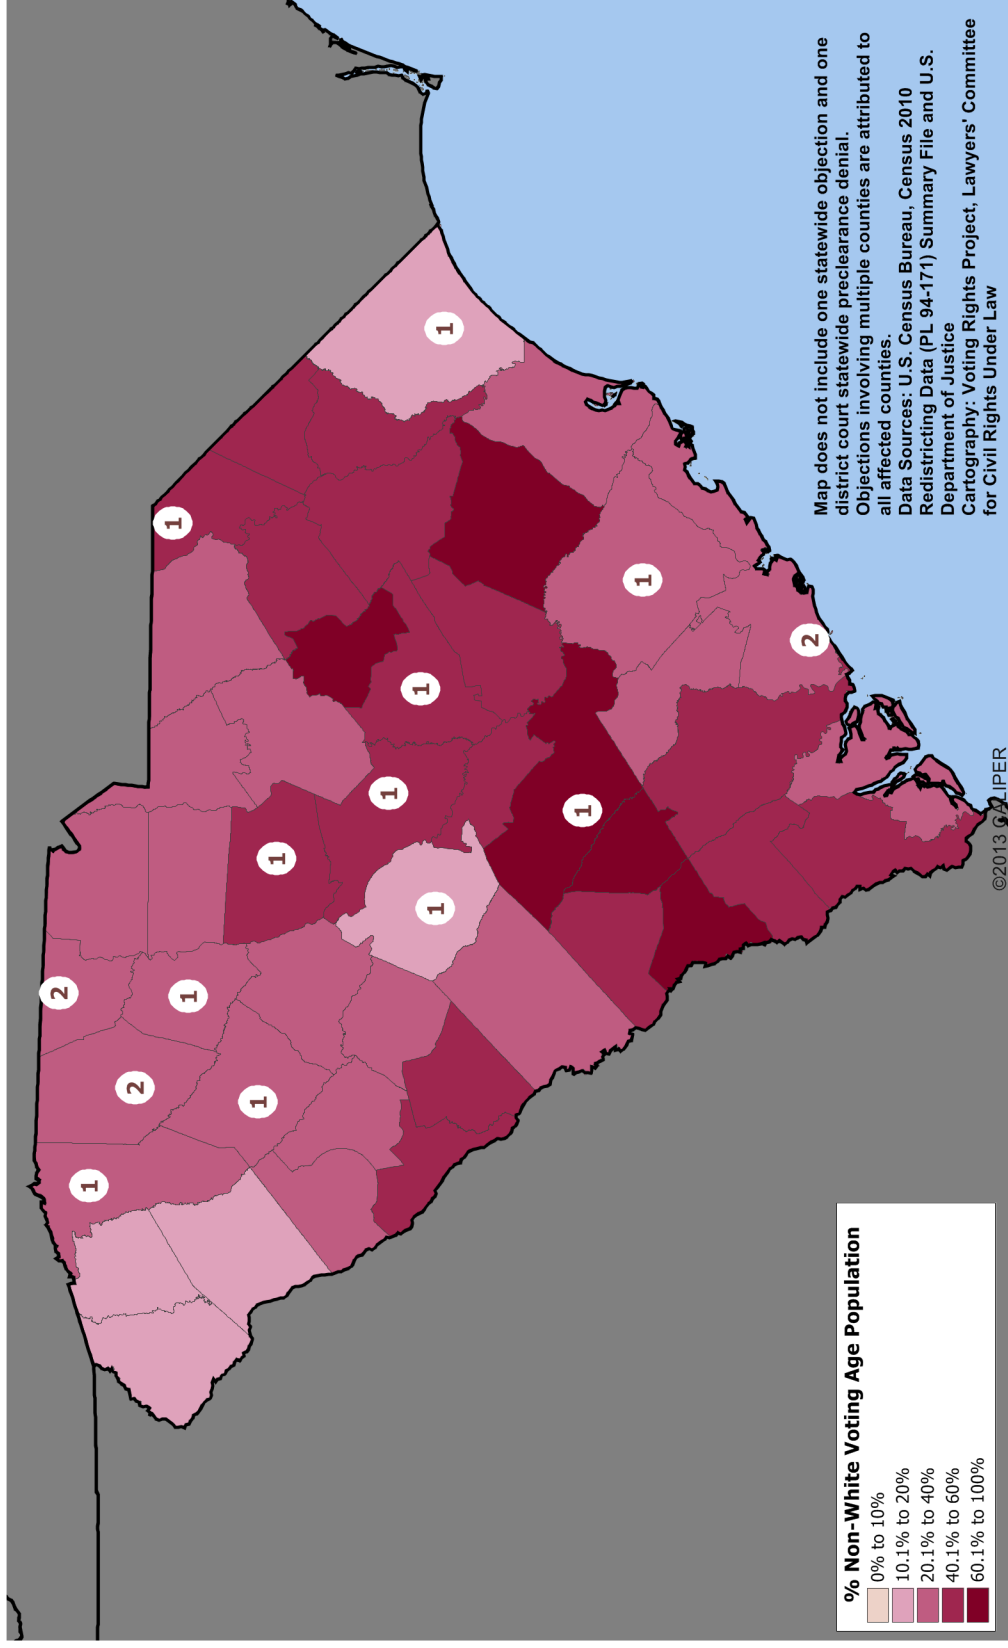 1
2
1
2
1
1
1
1
1
1
1
1
1
2
Map does not include one statewide objection and one
district court statewide preclearance denial.
Objections involving multiple counties are attributed to
all affected counties.
Data Sources: U.S. Census Bureau, Census 2010
Redistricting Data (PL 94-171) Summary File and U.S.
Department of Justice
Cartography: Voting Rights Project, Lawyers' Committee
for Civil Rights Under Law
©2013 CALIPER
% Non-White Voting Age Population
0% to 10%
10.1% to 20%
20.1% to 40%
40.1% to 60%
60.1% to 100%